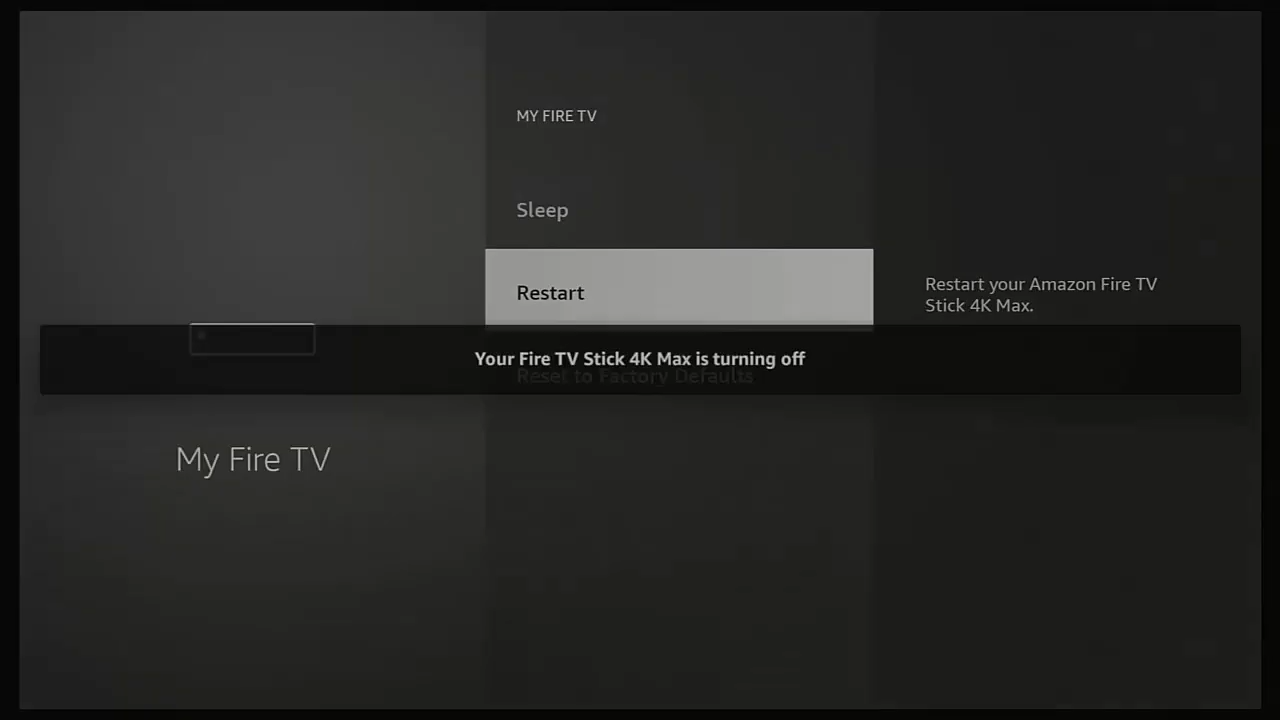 MY FIRE TV
Sleep
Restart
Restart your Amazon Fire TV
Stick 4K Max.
Your Fire TV Stick 4K Max is turning off
Reset to Factory Defaults
My Fire TV